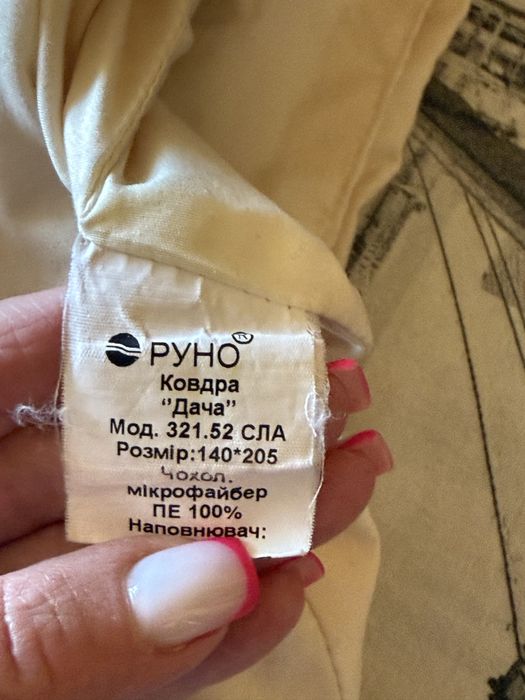 РУНО®
Ковдра
"Дача"
Мод. 321.52 СЛА
Розмір:140*205
Чохол.
мікрофайбер
ПЕ 100%
Наповнювач: